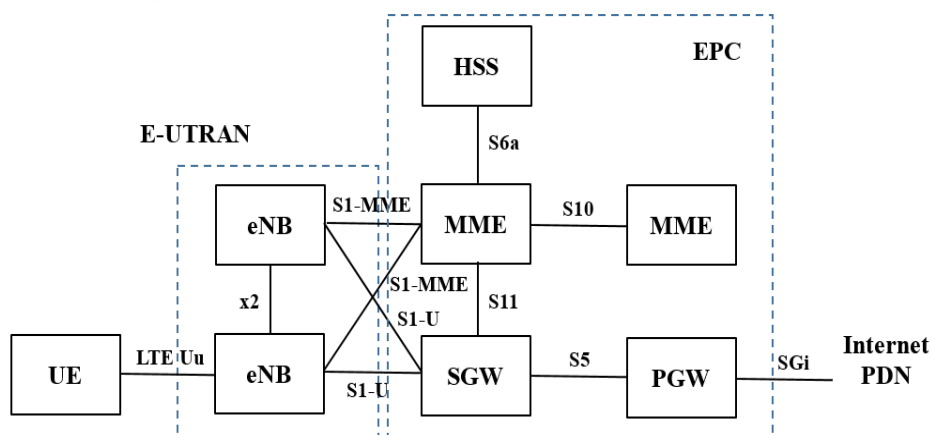 EPC
HSS
E-UTRAN
S6a
S1-MME
eNB
MME
S10
MME
S1-MME
x2
S11
S1-U
Internet
PDN
LTE Uu
S5
SGi
UE
eNB
SGW
PGW
S1-U